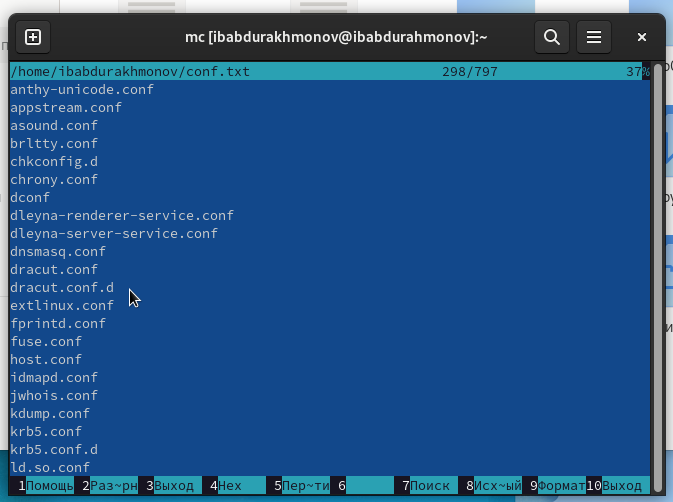 mc [ibabdurakhmonov@ibabdurahmonov]:~
/home/ibabdurakhmonov/conf.txt 298/797 37%
anthy-unicode.conf
appstream.conf
asound.conf
brltty.conf
chkconfig.d
chrony.conf
dconf
dleyna-renderer-service.conf
dleyna-server-service.conf
dnsmasq.conf
dracut.conf
dracut.conf.d
extlinux.conf
fprintd.conf
fuse.conf
host.conf
idmapd.conf
jwhois.conf
kdump.conf
krb5.conf
krb5.conf.d
ld.so.conf
1Помощь 2Раз~рн 3Выход 4Hex 5Пер~ти 6 7Поиск 8Исх~ый 9Формат 10Выход